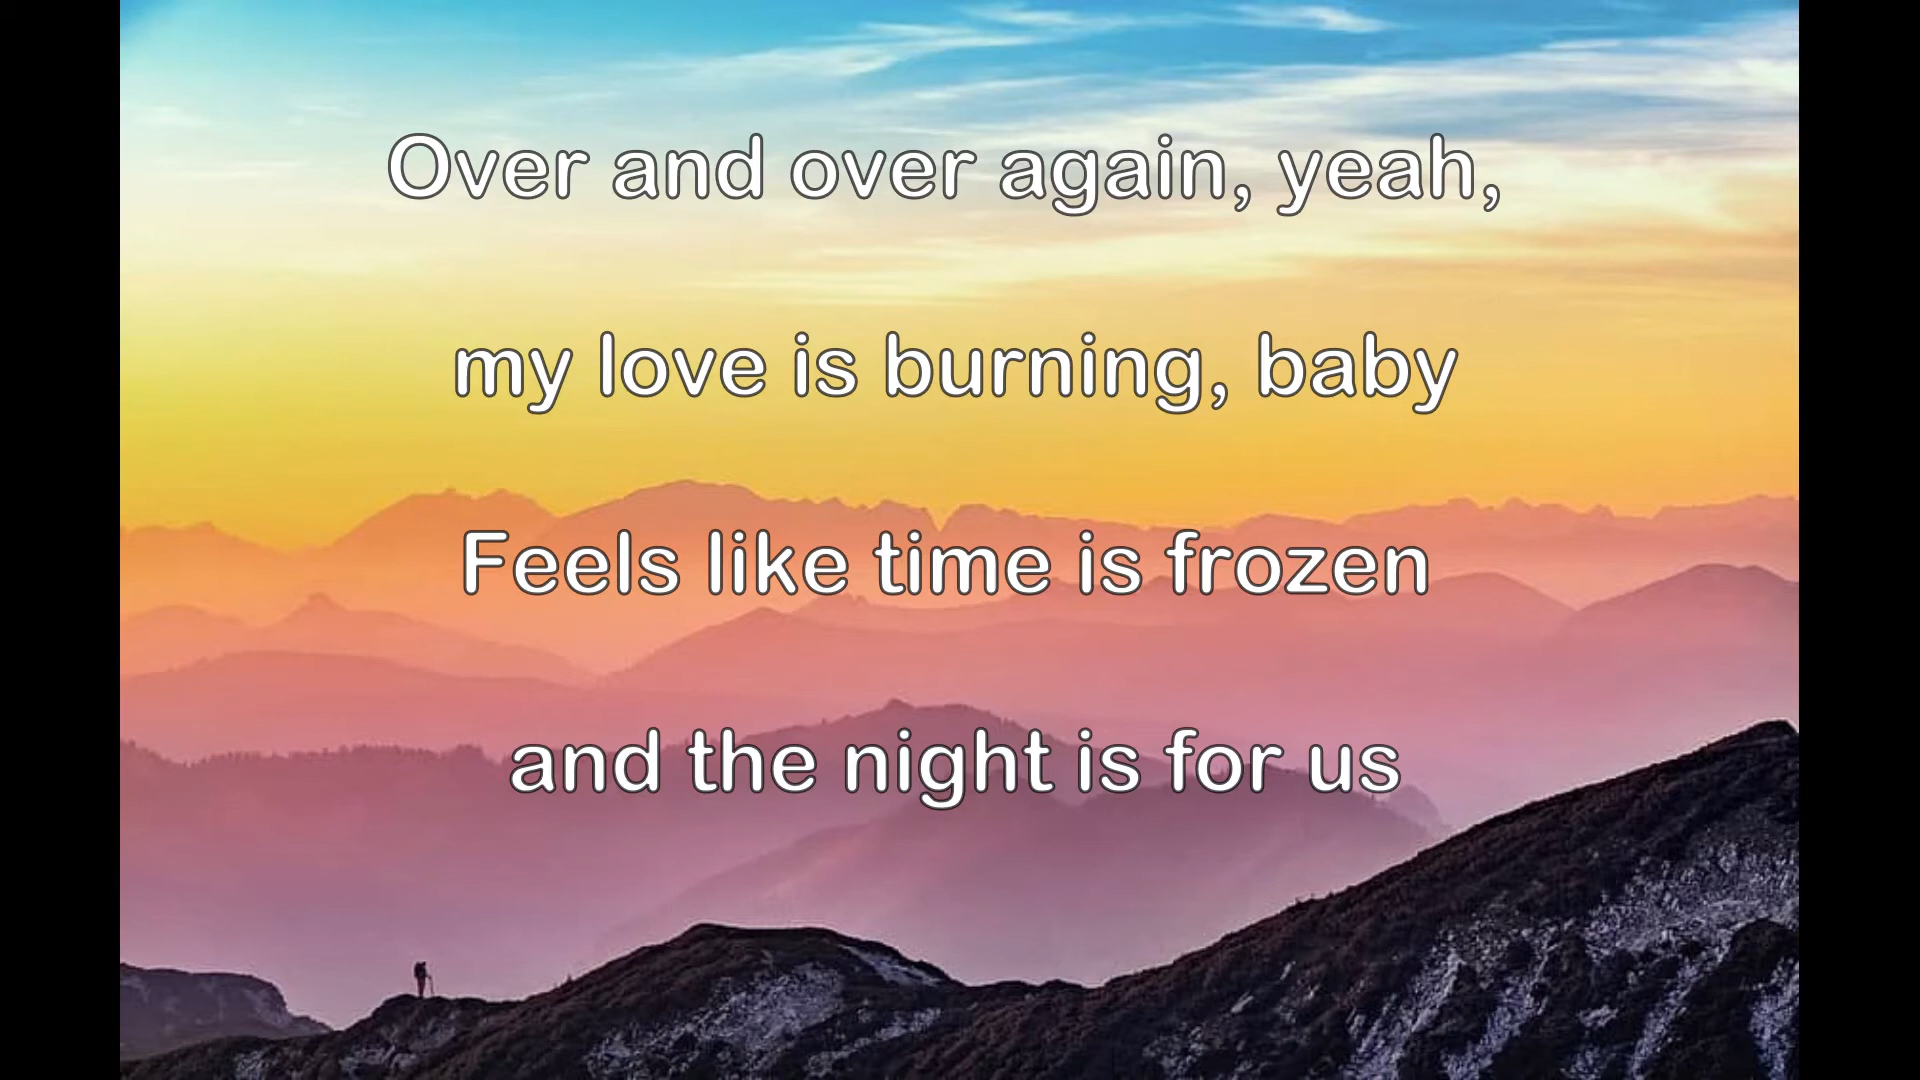 Over and over again, yeah,
my love is burning, baby
Feels like time is frozen
and the night is for us